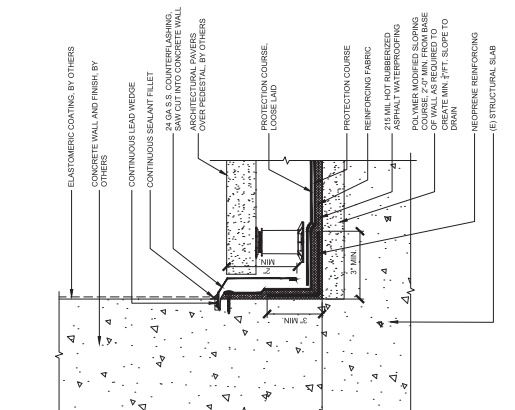 ELASTOMERIC COATING, BY OTHERS
CONCRETE WALL AND FINISH, BY
OTHERS
CONTINUOUS LEAD WEDGE
CONTINUOUS SEALANT FILLET
24 GA S.S. COUNTERFLASHING,
SAW CUT INTO CONCRETE WALL
ARCHITECTURAL PAVERS
OVER PEDESTAL, BY OTHERS
PROTECTION COURSE,
LOOSE LAID
PROTECTION COURSE
REINFORCING FABRIC
215 MIL HOT RUBBERIZED
ASPHALT WATERPROOFING
POLYMER MODIFIED SLOPING
COURSE, 2'-0" MIN. FROM BASE
OF WALL AS REQUIRED TO
CREATE MIN. /FT. SLOPE TO
DRAIN
NEOPRENE REINFORCING
(E) STRUCTURAL SLAB
2"
MIN.
3" MIN.
3" MIN.